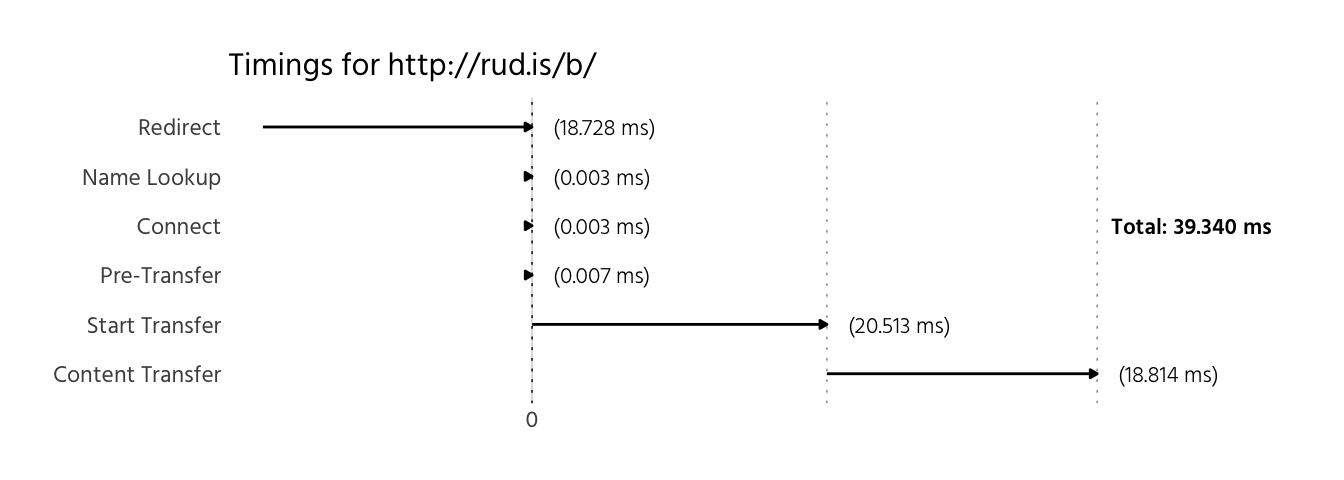 Timings for http://rud.is/b/
Redirect (18.728 ms)
Name Lookup (0.003 ms)
Connect (0.003 ms) Total: 39.340 ms
Pre-Transfer (0.007 ms)
Start Transfer (20.513 ms)
Content Transfer (18.814 ms)
0